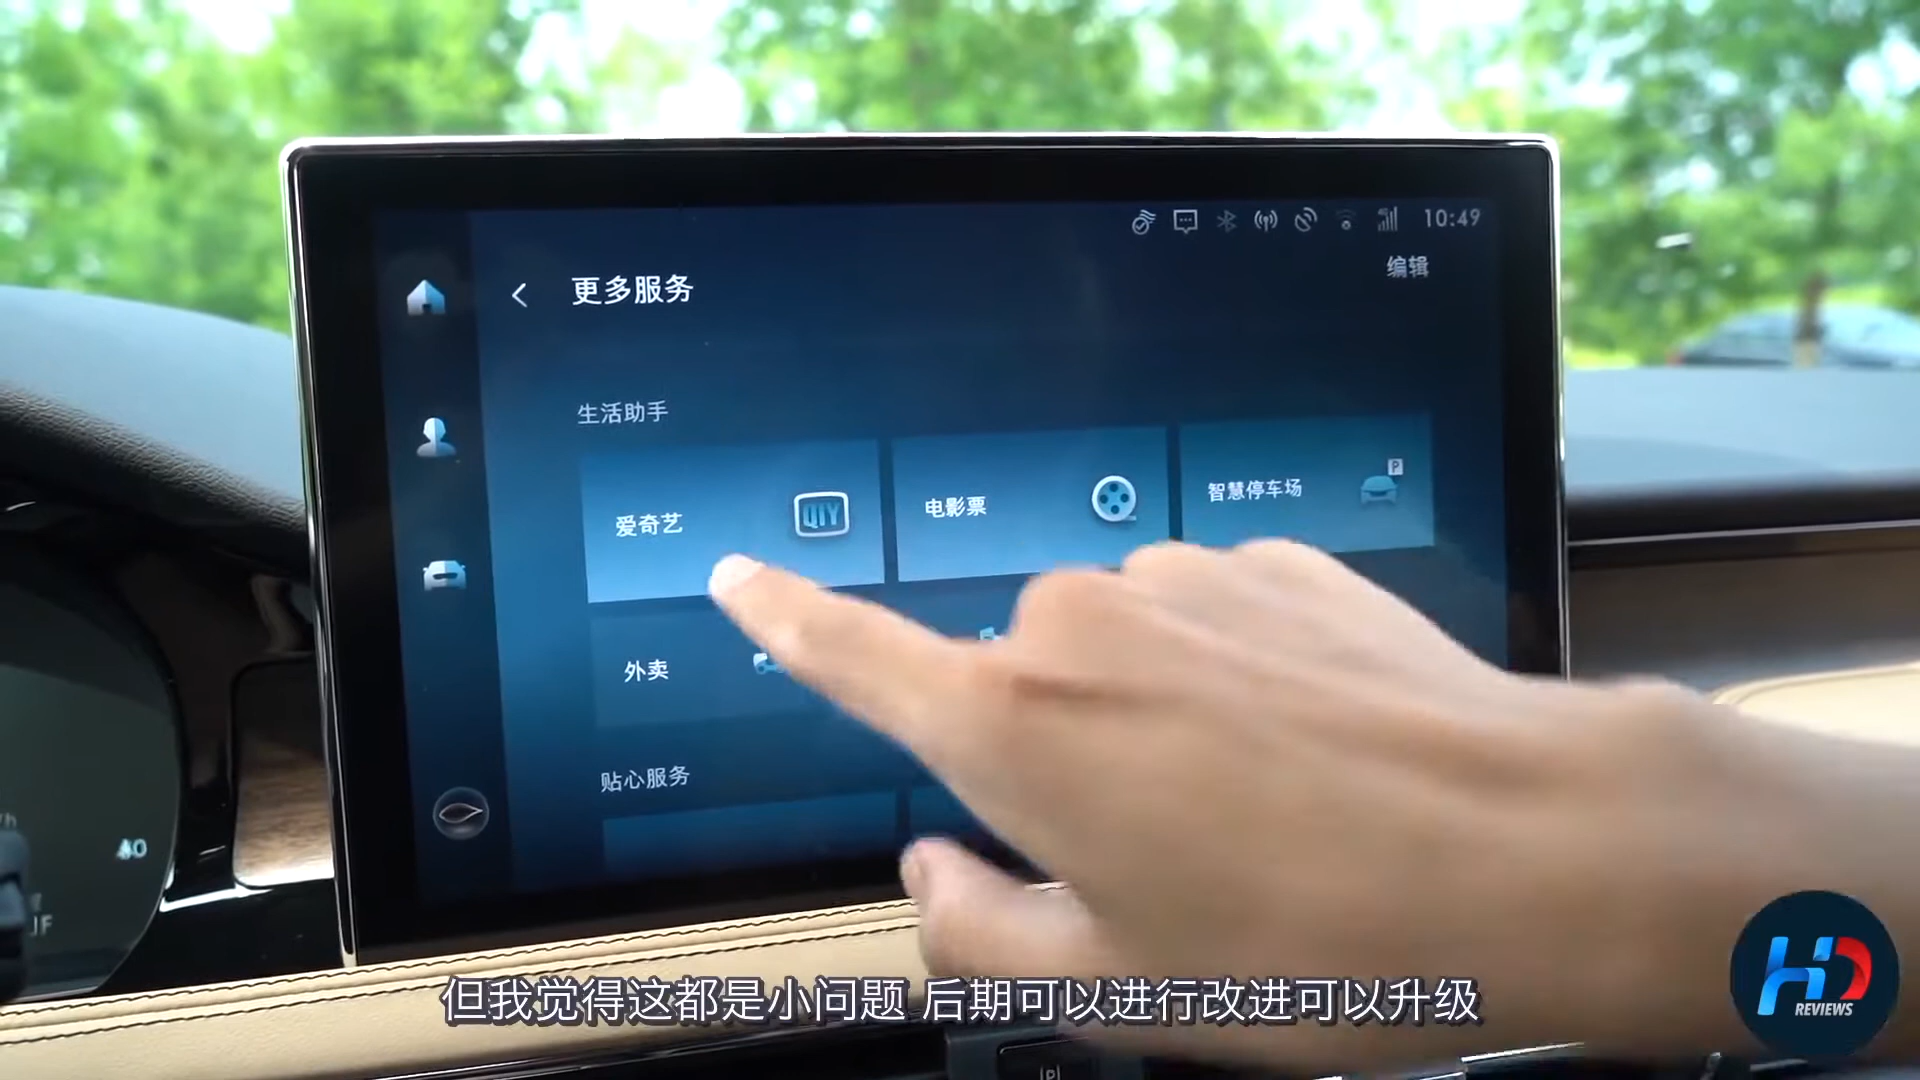 10:49
编辑
更多服务
生活助手
爱奇艺
QIY
电影票
智慧停车场
P
外卖
贴心服务
但我觉得这都是小问题 后期可以进行改进可以升级
HD
REVIEWS